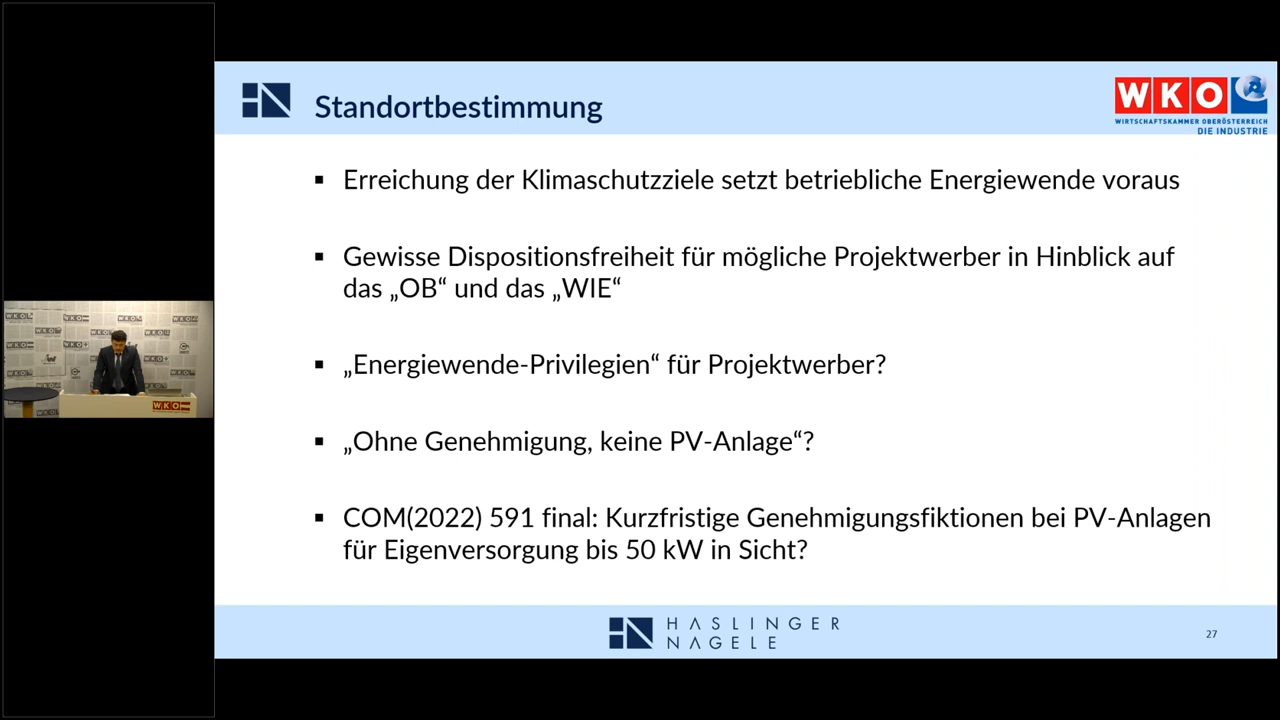 Standortbestimmung
WKO
WIRTSCHAFTSKAMMER OBERÖSTERREICH
DIE INDUSTRIE
▪ Erreichung der Klimaschutzziele setzt betriebliche Energiewende voraus
▪ Gewisse Dispositionsfreiheit für mögliche Projektwerber in Hinblick auf
das „OB“ und das „WIE“
▪ „Energiewende-Privilegien“ für Projektwerber?
▪ „Ohne Genehmigung, keine PV-Anlage“?
▪ COM(2022) 591 final: Kurzfristige Genehmigungsfiktionen bei PV-Anlagen
für Eigenversorgung bis 50 kW in Sicht?
WKO
HASLINGER
NAGELE
27